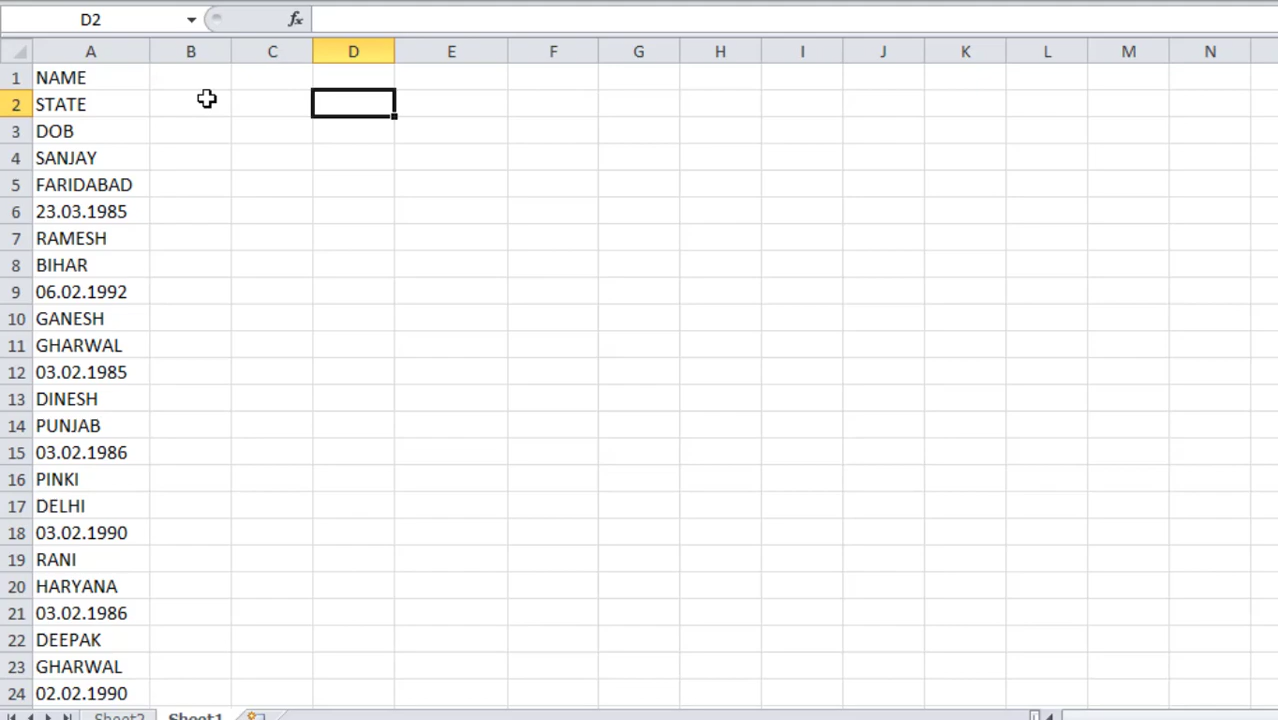 D2 fx
A B C D E F G H I J K L M N
1 NAME
2 STATE
3 DOB
4 SANJAY
5 FARIDABAD
6 23.03.1985
7 RAMESH
8 BIHAR
9 06.02.1992
10 GANESH
11 GHARWAL
12 03.02.1985
13 DINESH
14 PUNJAB
15 03.02.1986
16 PINKI
17 DELHI
18 03.02.1990
19 RANI
20 HARYANA
21 03.02.1986
22 DEEPAK
23 GHARWAL
24 02.02.1990
Sheet2 Sheet1